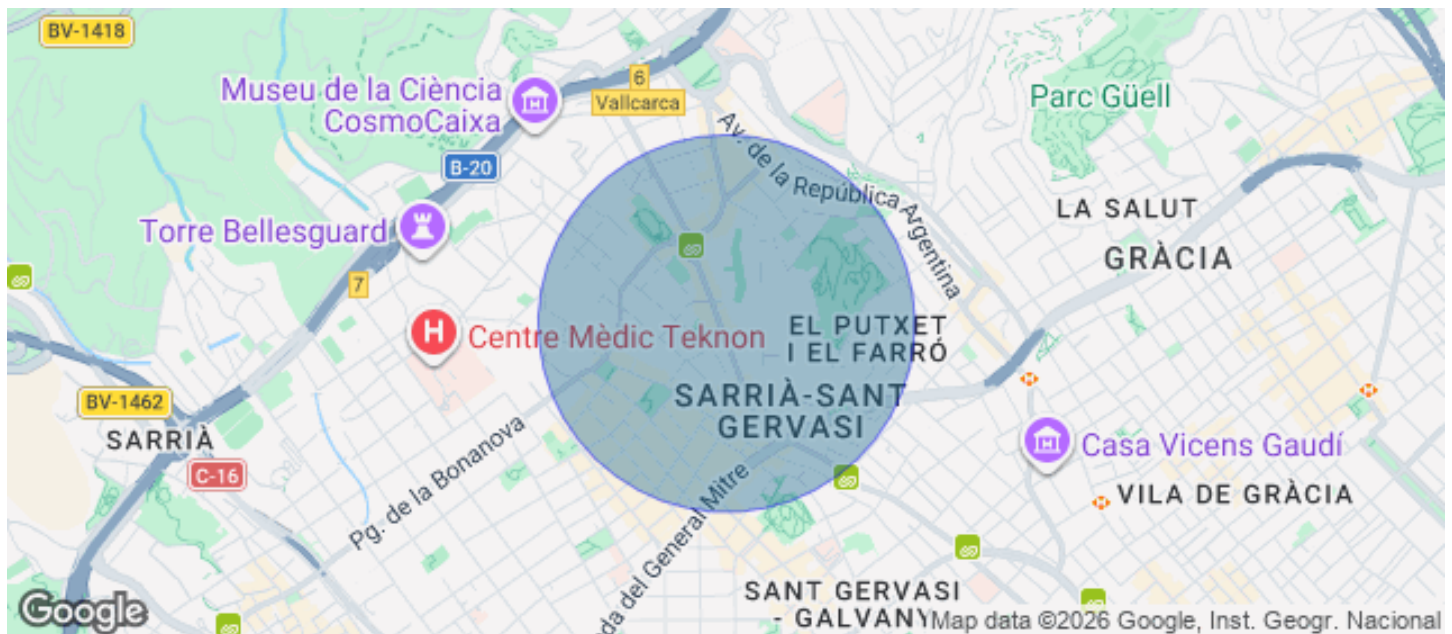 BV-1418
Museu de la Ciència
CosmoCaixa
6
Vallcarca
Parc Güell
B-20
Av. de la República Argentina
Torre Bellesguard
LA SALUT
GRÀCIA
7
H
Centre Mèdic Teknon
EL PUTXET
I EL FARRÓ
BV-1462
SARRIÀ
SARRIÀ-SANT
GERVASI
C-16
Pg. de la Bonanova
Casa Vicens Gaudí
VILA DE GRÀCIA
da del General Mitre
SANT GERVASI
- GALVANY
Google
Map data ©2026 Google, Inst. Geogr. Nacional